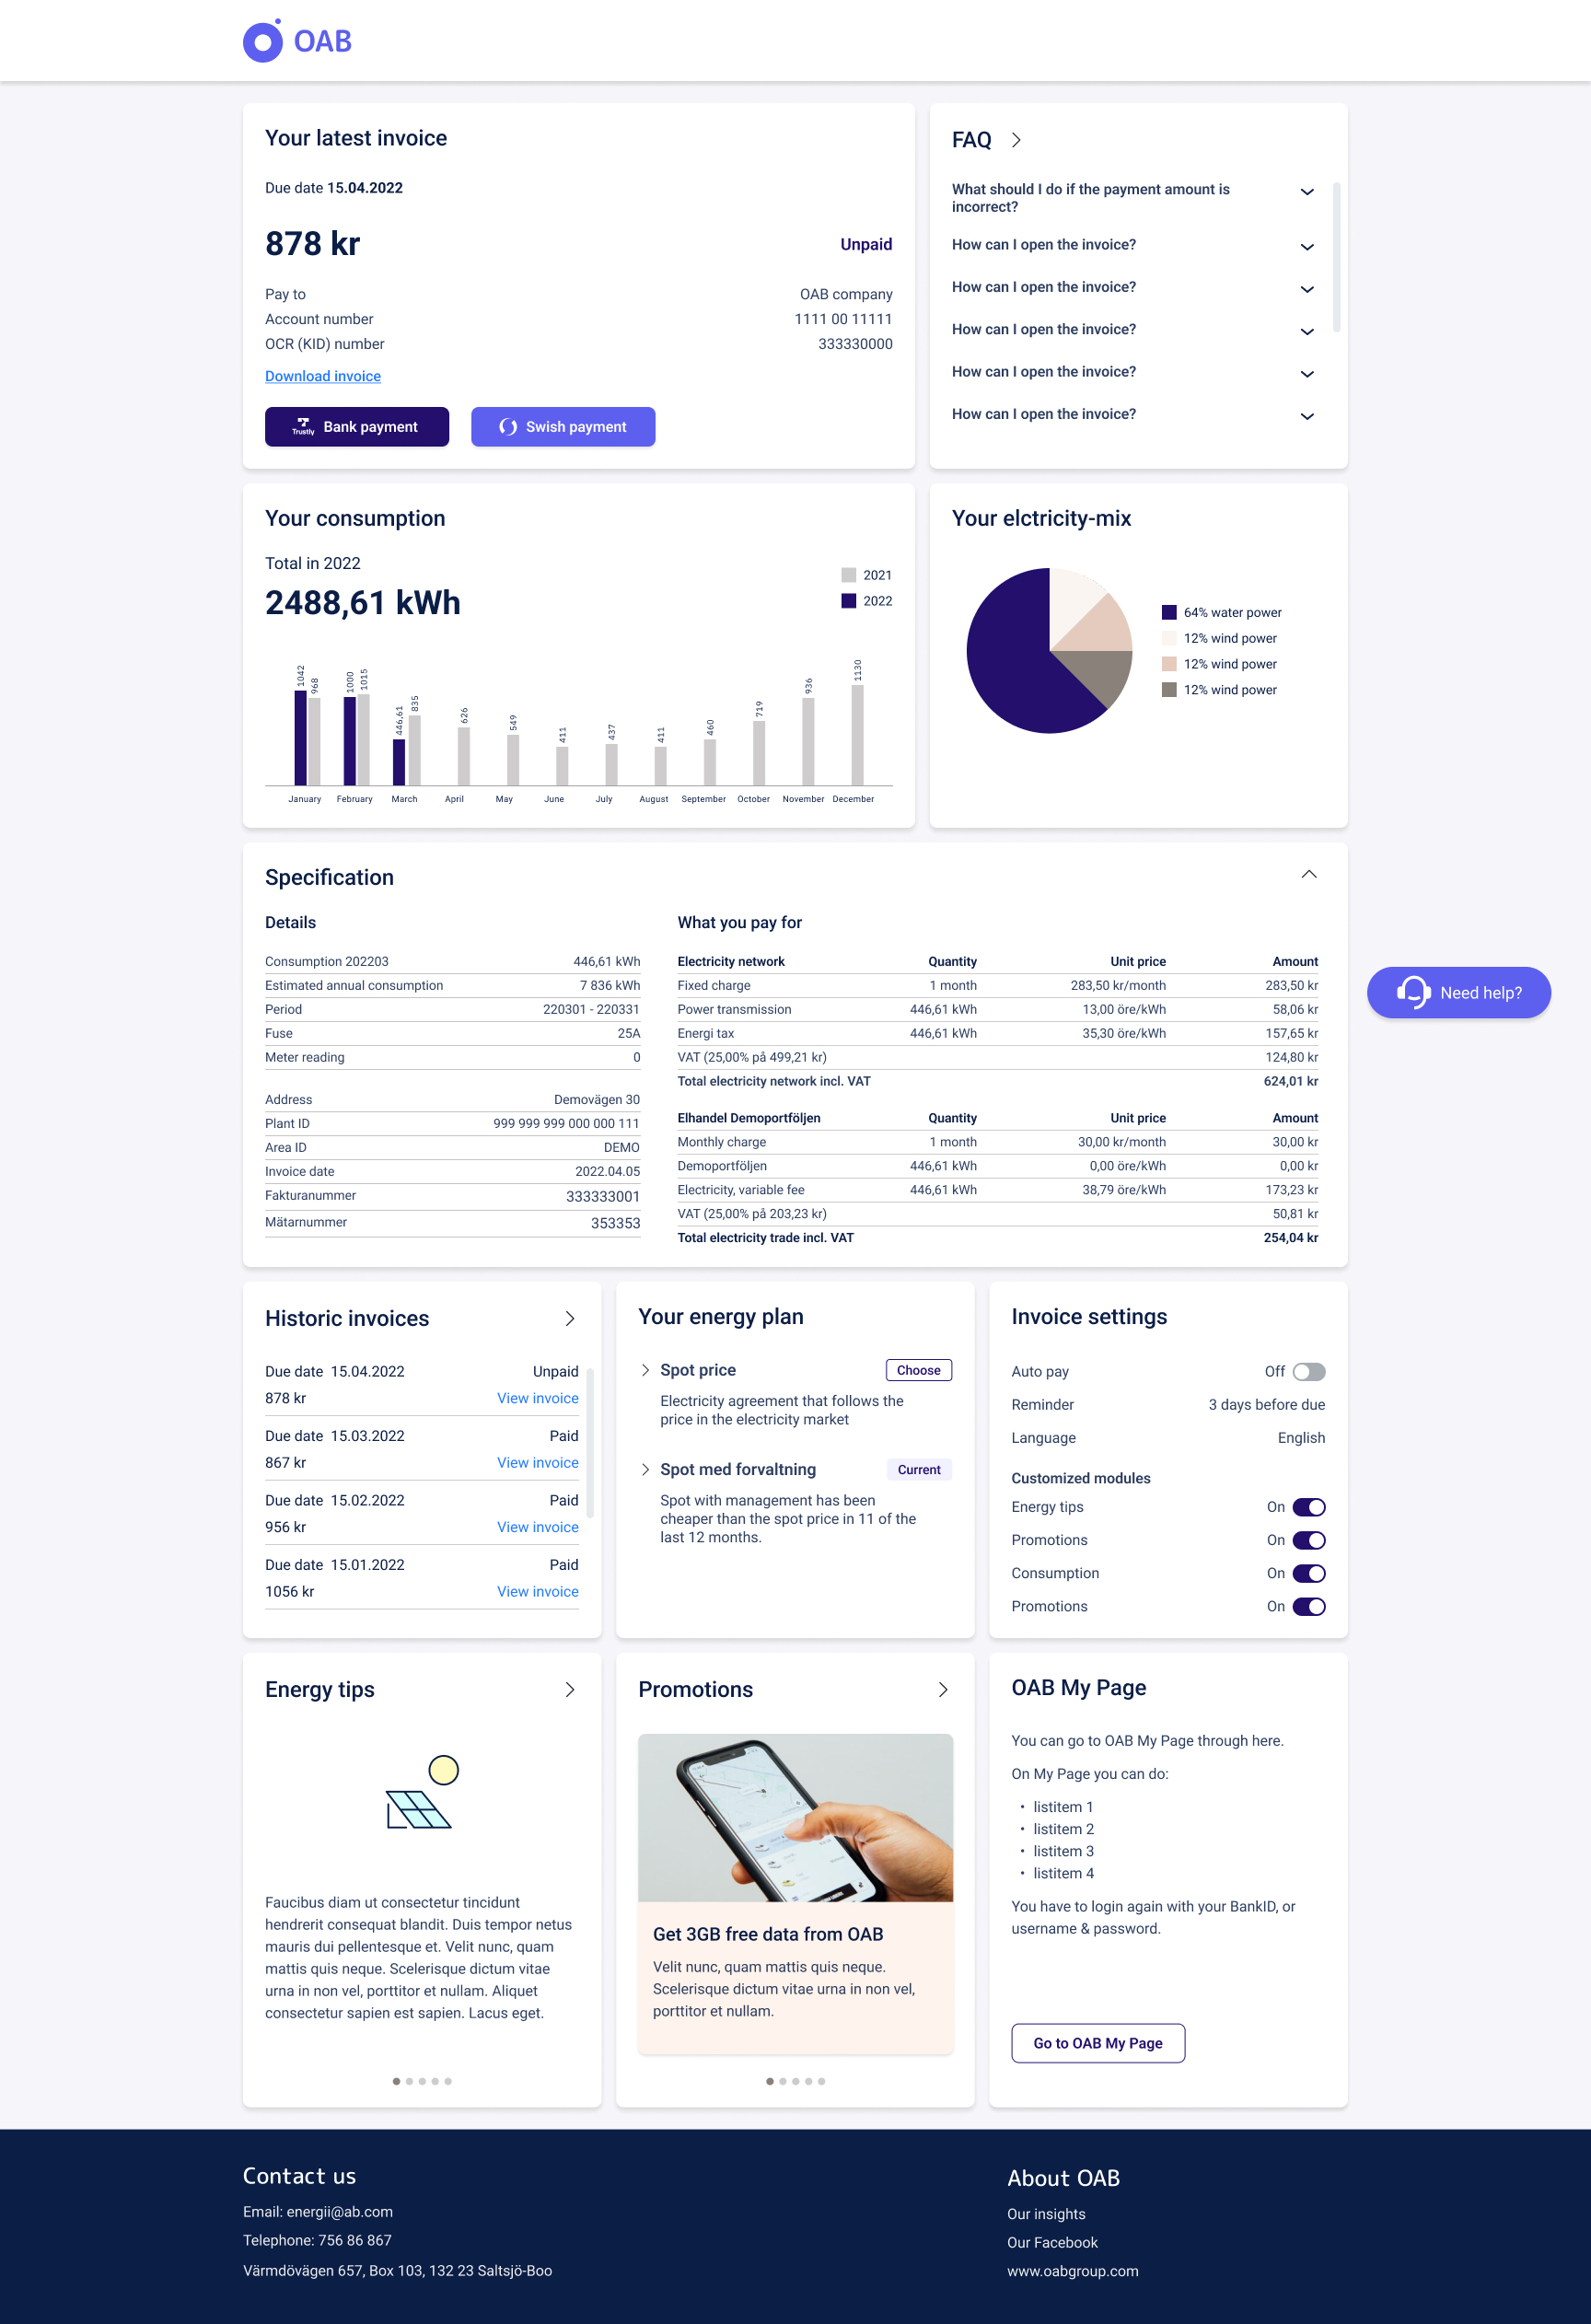 OAB
Your latest invoice
Due date 15.04.2022
878 kr
Unpaid
Pay to
OAB company
Account number
1111 00 11111
OCR (KID) number
333330000
Download invoice
Trustly
Bank payment
Swish payment
FAQ
What should I do if the payment amount is
incorrect?
How can I open the invoice?
How can I open the invoice?
How can I open the invoice?
How can I open the invoice?
How can I open the invoice?
Your consumption
Total in 2022
2488,61 kWh
2021
2022
1042
968
1000
1015
446,61
835
626
549
411
437
411
460
719
936
1130
January
February
March
April
May
June
July
August
September
October
November
December
Your elctricity-mix
64% water power
12% wind power
12% wind power
12% wind power
Specification
Details
Consumption 202203 446,61 kWh
Estimated annual consumption 7 836 kWh
Period 220301 - 220331
Fuse 25A
Meter reading 0
Address Demovägen 30
Plant ID 999 999 999 000 000 111
Area ID DEMO
Invoice date 2022.04.05
Fakturanummer 333333001
Mätarnummer 353353
What you pay for
Electricity network Quantity Unit price Amount
Fixed charge 1 month 283,50 kr/month 283,50 kr
Power transmission 446,61 kWh 13,00 öre/kWh 58,06 kr
Energi tax 446,61 kWh 35,30 öre/kWh 157,65 kr
VAT (25,00% på 499,21 kr) 124,80 kr
Total electricity network incl. VAT 624,01 kr
Elhandel Demoportföljen Quantity Unit price Amount
Monthly charge 1 month 30,00 kr/month 30,00 kr
Demoportföljen 446,61 kWh 0,00 öre/kWh 0,00 kr
Electricity, variable fee 446,61 kWh 38,79 öre/kWh 173,23 kr
VAT (25,00% på 203,23 kr) 50,81 kr
Total electricity trade incl. VAT 254,04 kr
Need help?
Historic invoices
Due date 15.04.2022 Unpaid
878 kr View invoice
Due date 15.03.2022 Paid
867 kr View invoice
Due date 15.02.2022 Paid
956 kr View invoice
Due date 15.01.2022 Paid
1056 kr View invoice
Your energy plan
Spot price
Choose
Electricity agreement that follows the
price in the electricity market
Spot med forvaltning
Current
Spot with management has been
cheaper than the spot price in 11 of the
last 12 months.
Invoice settings
Auto pay Off
Reminder 3 days before due
Language English
Customized modules
Energy tips On
Promotions On
Consumption On
Promotions On
Energy tips
Faucibus diam ut consectetur tincidunt
hendrerit consequat blandit. Duis tempor netus
mauris dui pellentesque et. Velit nunc, quam
mattis quis neque. Scelerisque dictum vitae
urna in non vel, porttitor et nullam. Aliquet
consectetur sapien est sapien. Lacus eget.
Promotions
Get 3GB free data from OAB
Velit nunc, quam mattis quis neque.
Scelerisque dictum vitae urna in non vel,
porttitor et nullam.
OAB My Page
You can go to OAB My Page through here.
On My Page you can do:
• listitem 1
• listitem 2
• listitem 3
• listitem 4
You have to login again with your BankID, or
username & password.
Go to OAB My Page
Contact us
Email: energii@ab.com
Telephone: 756 86 867
Värmdövägen 657, Box 103, 132 23 Saltsjö-Boo
About OAB
Our insights
Our Facebook
www.oabgroup.com